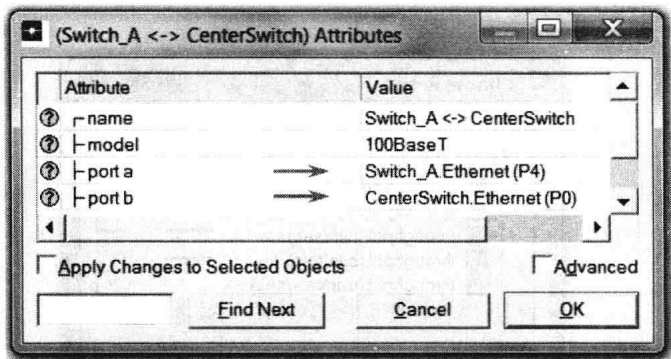 (Switch_A <-> CenterSwitch) Attributes
Attribute Value
name Switch_A <-> CenterSwitch
model 100BaseT
port a Switch_A.Ethernet (P4)
port b CenterSwitch.Ethernet (P0)
Apply Changes to Selected Objects Advanced
Find Next Cancel OK